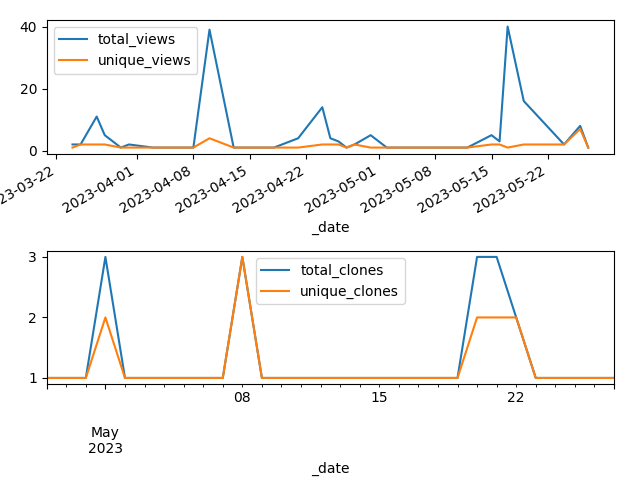 40
20
0
total_views
unique_views
23-03-22
2023-04-01
2023-04-08
2023-04-15
2023-04-22
2023-05-01
2023-05-08
2023-05-15
2023-05-22
_date
3
2
1
total_clones
unique_clones
08
15
22
May
2023
_date